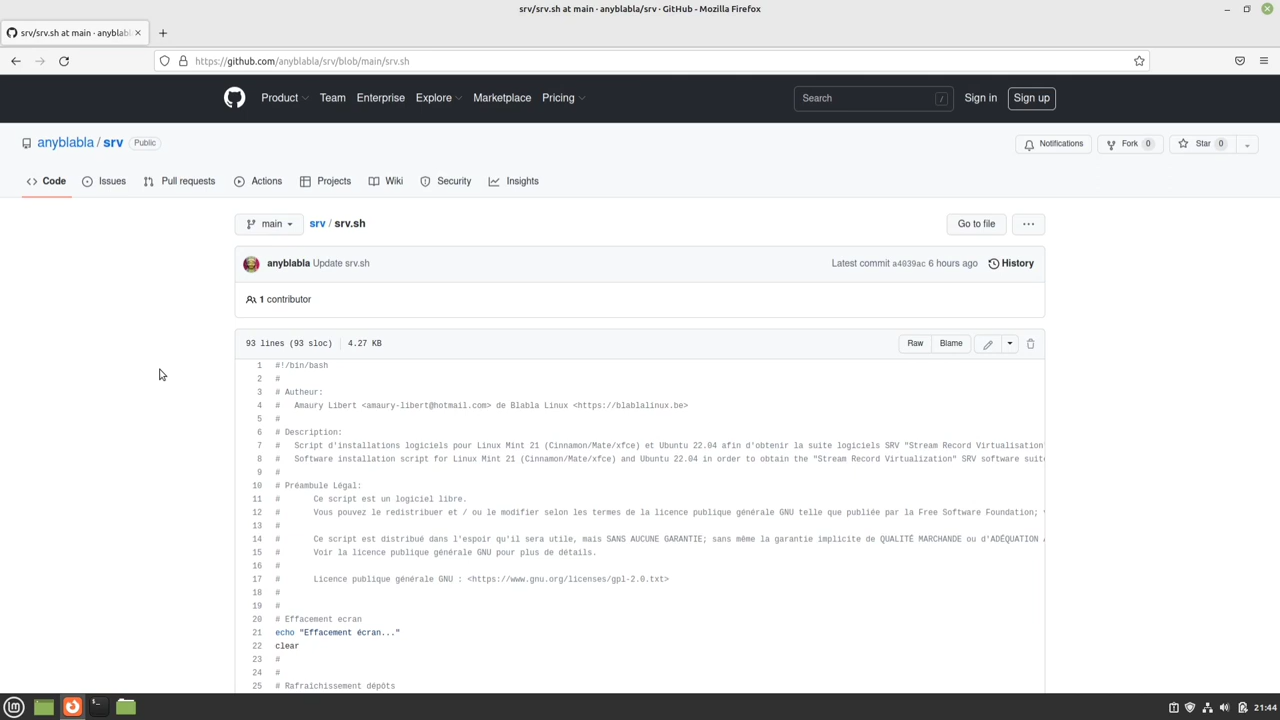 srv/srv.sh at main · anyblabla/srv · GitHub - Mozilla Firefox
srv/srv.sh at main · anyblabl
https://github.com/anyblabla/srv/blob/main/srv.sh
Product Team Enterprise Explore Marketplace Pricing Search / Sign in Sign up
anyblabla / srv Public Notifications Fork 0 Star 0
Code Issues Pull requests Actions Projects Wiki Security Insights
main srv / srv.sh Go to file
anyblabla Update srv.sh Latest commit a4039ac 6 hours ago History
1 contributor
93 lines (93 sloc) 4.27 KB Raw Blame
1 #!/bin/bash
2 #
3 # Autheur:
4 #   Amaury Libert <amaury-libert@hotmail.com> de Blabla Linux <https://blablalinux.be>
5 #
6 # Description:
7 #   Script d'installations logiciels pour Linux Mint 21 (Cinnamon/Mate/xfce) et Ubuntu 22.04 afin d'obtenir la suite logiciels SRV "Stream Record Virtualisation
8 #   Software installation script for Linux Mint 21 (Cinnamon/Mate/xfce) and Ubuntu 22.04 in order to obtain the "Stream Record Virtualization" SRV software suite
9 #
10 # Préambule Légal:
11 #       Ce script est un logiciel libre.
12 #       Vous pouvez le redistribuer et / ou le modifier selon les termes de la licence publique générale GNU telle que publiée par la Free Software Foundation;
13 #
14 #       Ce script est distribué dans l'espoir qu'il sera utile, mais SANS AUCUNE GARANTIE; sans même la garantie implicite de QUALITÉ MARCHANDE ou d'ADÉQUATION
15 #       Voir la licence publique générale GNU pour plus de détails.
16 #
17 #       Licence publique générale GNU : <https://www.gnu.org/licenses/gpl-2.0.txt>
18 #
19 #
20 # Effacement ecran
21 echo "Effacement écran..."
22 clear
23 #
24 #
25 # Rafraîchissement dépôts
21:44